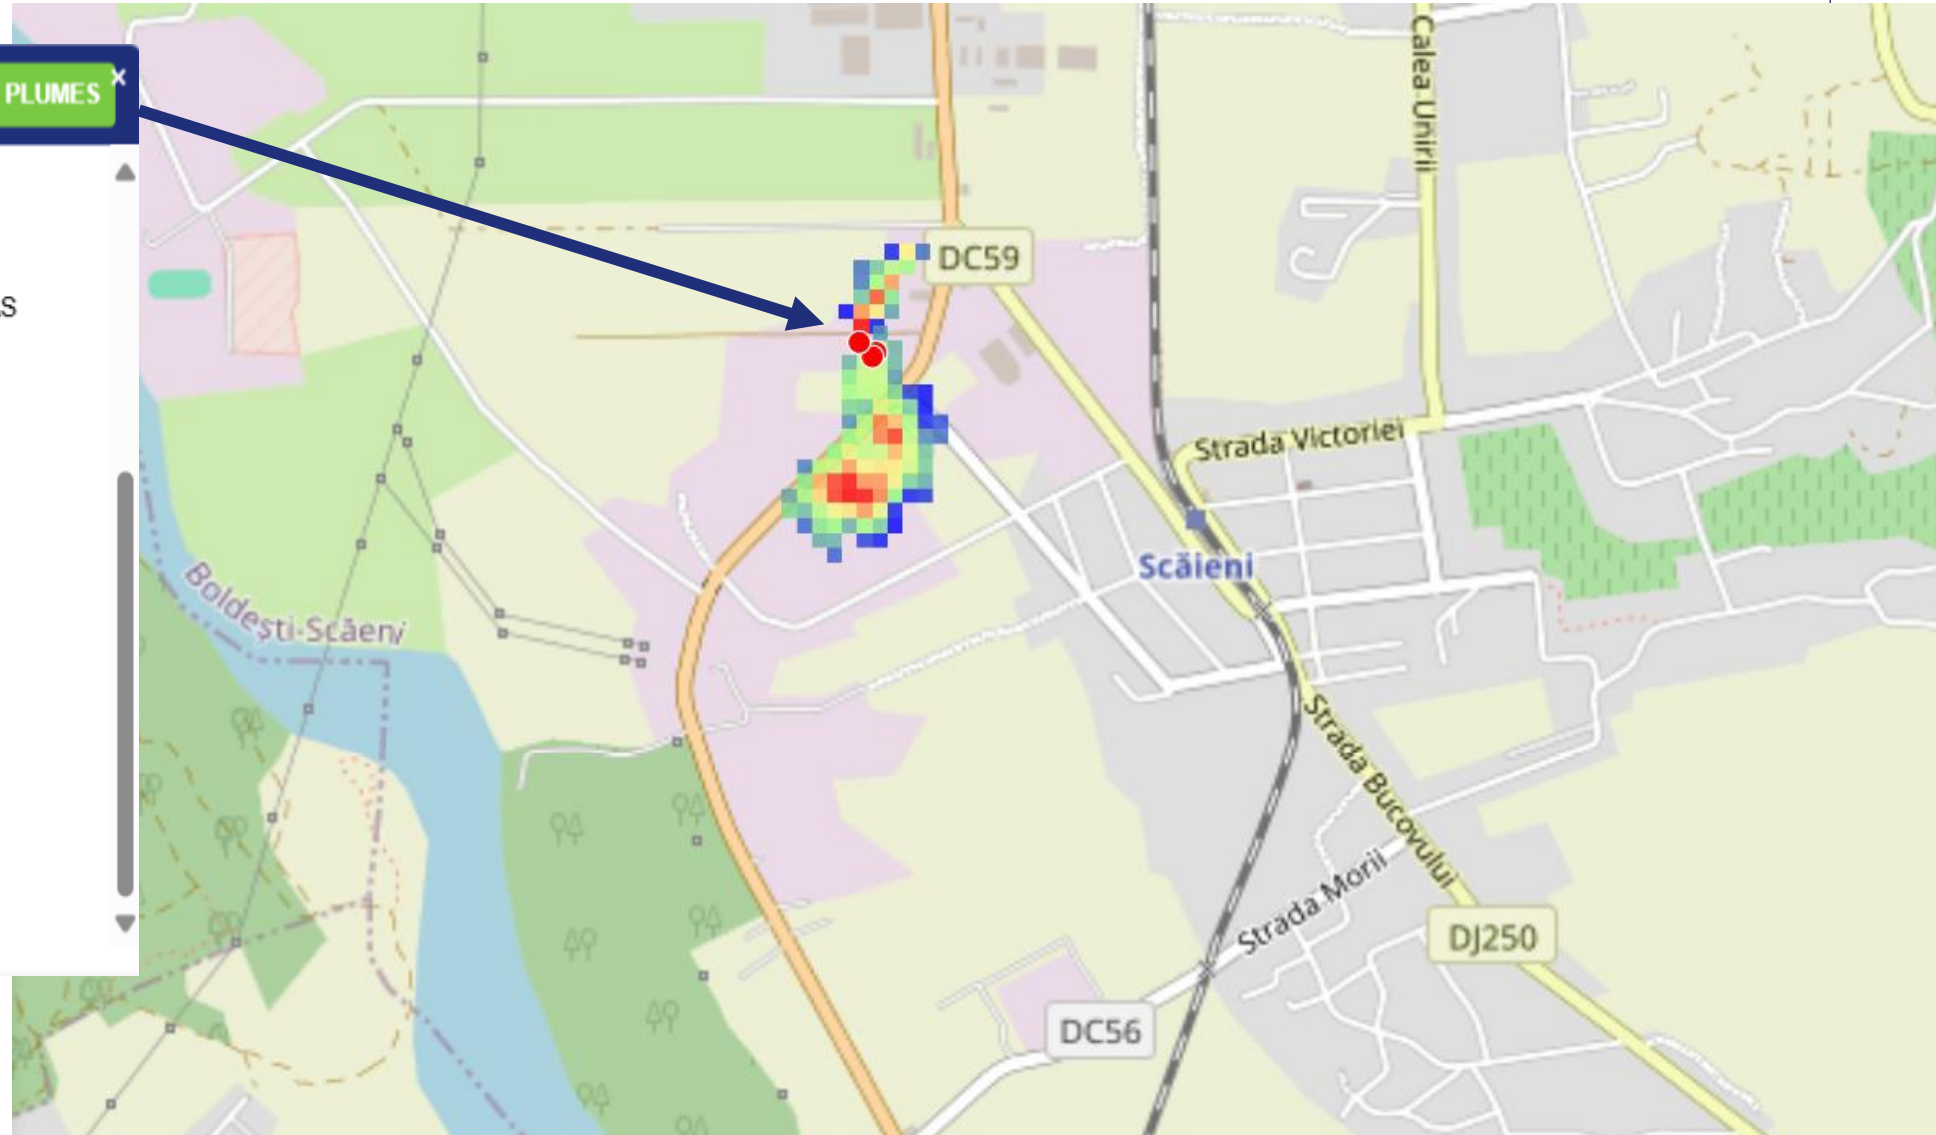 PLUMES
×
S
Calea Unirii
DC59
Strada Victoriei
Scăieni
Boldești-Scăeni
Strada Bucovului
Strada Morii
DJ250
DC56